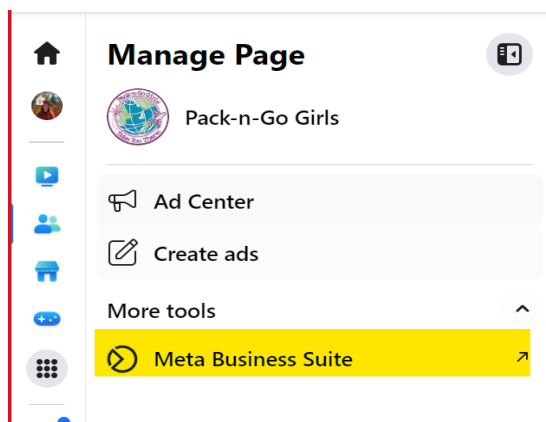 Manage Page
Pack-n-Go Girls
Ad Center
Create ads
More tools
Meta Business Suite